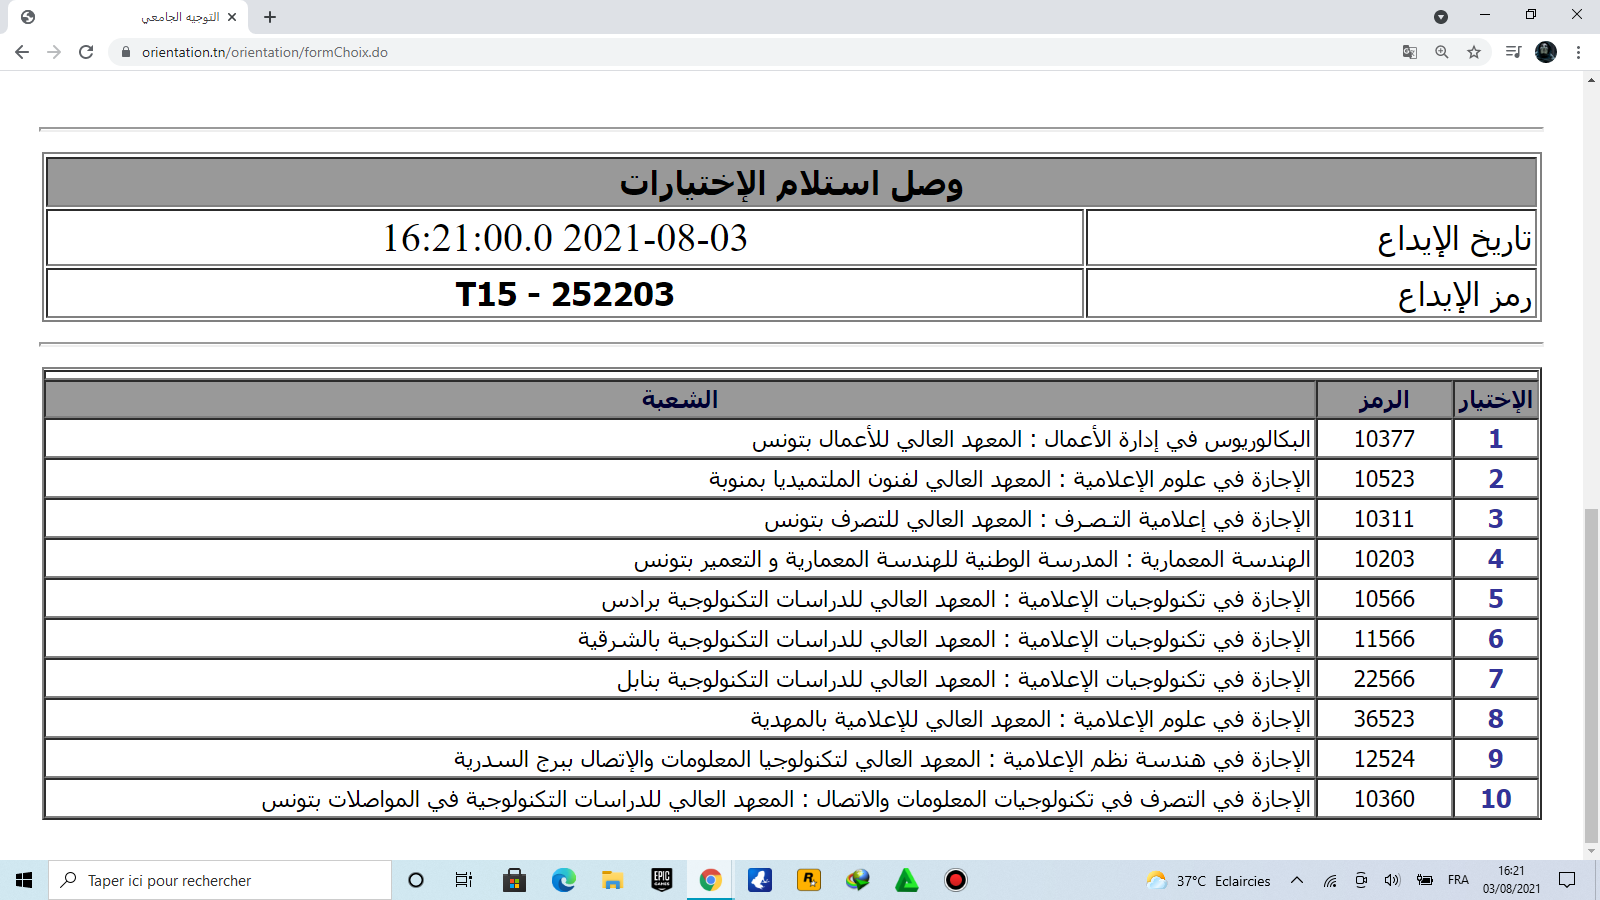 التوجيه الجامعي
orientation.tn/orientation/formChoix.do
وصل استلام الإختيارات
تاريخ الإيداع 2021-08-03 16:21:00.0
رمز الإيداع T15 - 252203
الإختيار الرمز الشعبة
1 10377 البكالوريوس في إدارة الأعمال : المعهد العالي للأعمال بتونس
2 10523 الإجازة في علوم الإعلامية : المعهد العالي لفنون الملتميديا بمنوبة
3 10311 الإجازة في إعلامية التصرف : المعهد العالي للتصرف بتونس
4 10203 الهندسة المعمارية : المدرسة الوطنية للهندسة المعمارية و التعمير بتونس
5 10566 الإجازة في تكنولوجيات الإعلامية : المعهد العالي للدراسات التكنولوجية برادس
6 11566 الإجازة في تكنولوجيات الإعلامية : المعهد العالي للدراسات التكنولوجية بالشرقية
7 22566 الإجازة في تكنولوجيات الإعلامية : المعهد العالي للدراسات التكنولوجية بنابل
8 36523 الإجازة في علوم الإعلامية : المعهد العالي للإعلامية بالمهدية
9 12524 الإجازة في هندسة نظم الإعلامية : المعهد العالي لتكنولوجيا المعلومات والإتصال ببرج السدرية
10 10360 الإجازة في التصرف في تكنولوجيات المعلومات والاتصال : المعهد العالي للدراسات التكنولوجية في المواصلات بتونس
Taper ici pour rechercher
EPIC GAMES
R
37°C Eclaircies
FRA
16:21
03/08/2021